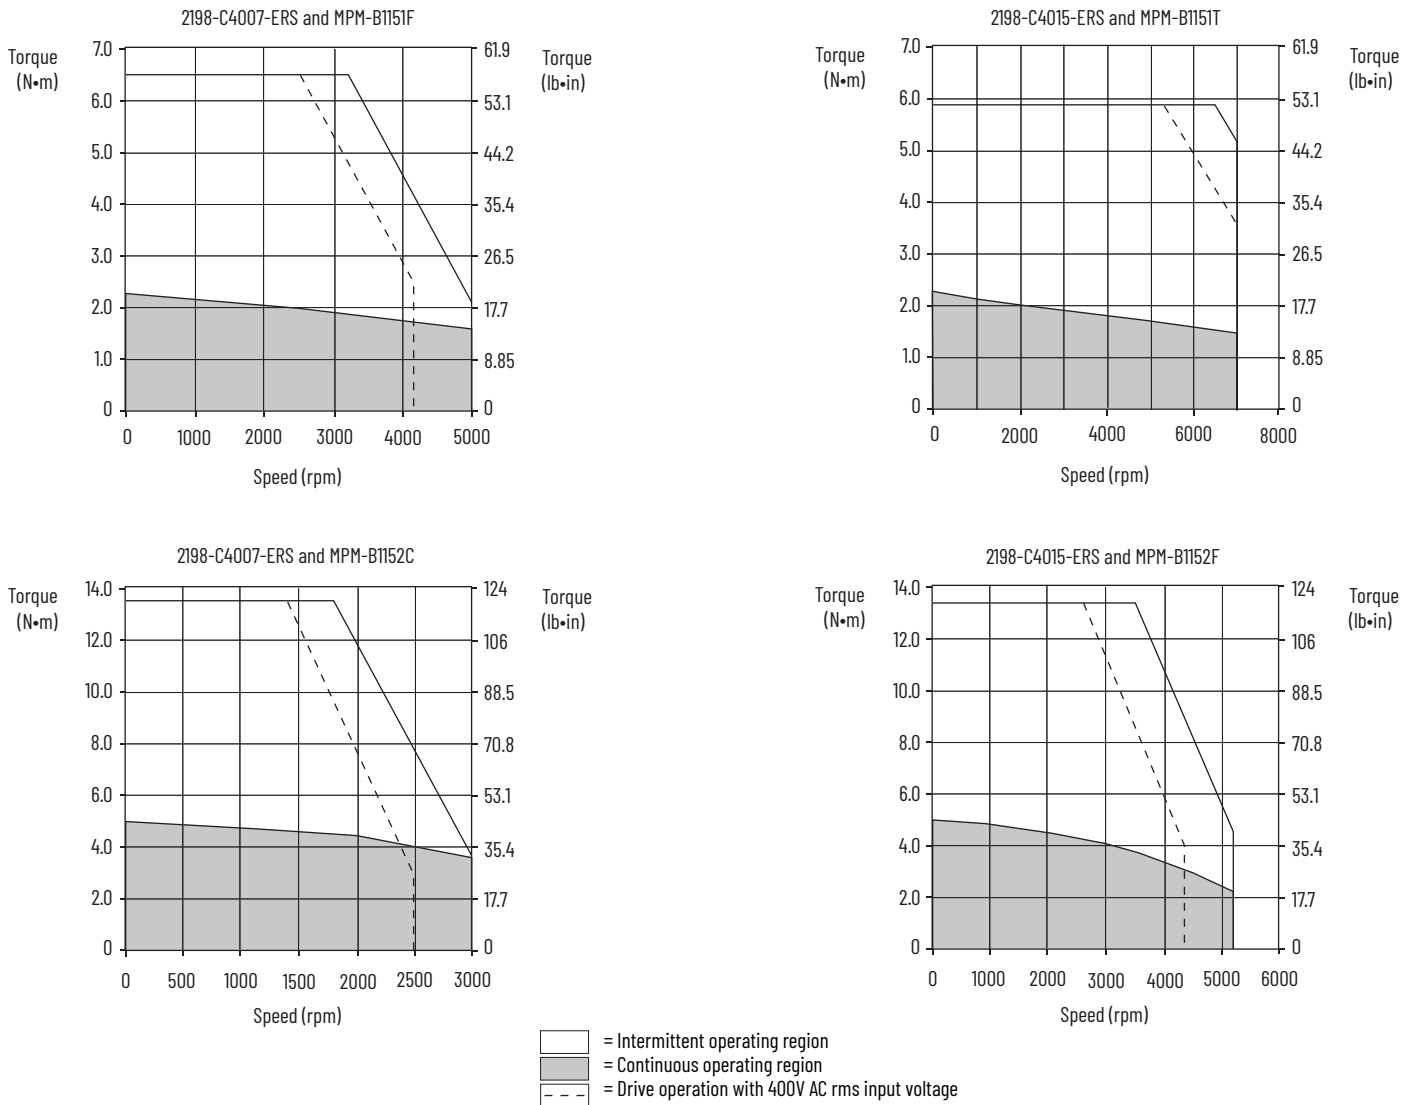 2198-C4007-ERS and MPM-B1151F
Torque
(N•m)
7.0
6.0
5.0
4.0
3.0
2.0
1.0
0
61.9
53.1
44.2
35.4
26.5
17.7
8.85
0
Torque
(lb•in)
0 1000 2000 3000 4000 5000
Speed (rpm)
2198-C4015-ERS and MPM-B1151T
Torque
(N•m)
7.0
6.0
5.0
4.0
3.0
2.0
1.0
0
61.9
53.1
44.2
35.4
26.5
17.7
8.85
0
Torque
(lb•in)
0 2000 4000 6000 8000
Speed (rpm)
2198-C4007-ERS and MPM-B1152C
Torque
(N•m)
14.0
12.0
10.0
8.0
6.0
4.0
2.0
0
124
106
88.5
70.8
53.1
35.4
17.7
0
Torque
(lb•in)
0 500 1000 1500 2000 2500 3000
Speed (rpm)
2198-C4015-ERS and MPM-B1152F
Torque
(N•m)
14.0
12.0
10.0
8.0
6.0
4.0
2.0
0
124
106
88.5
70.8
53.1
35.4
17.7
0
Torque
(lb•in)
0 1000 2000 3000 4000 5000 6000
Speed (rpm)
= Intermittent operating region
= Continuous operating region
= Drive operation with 400V AC rms input voltage